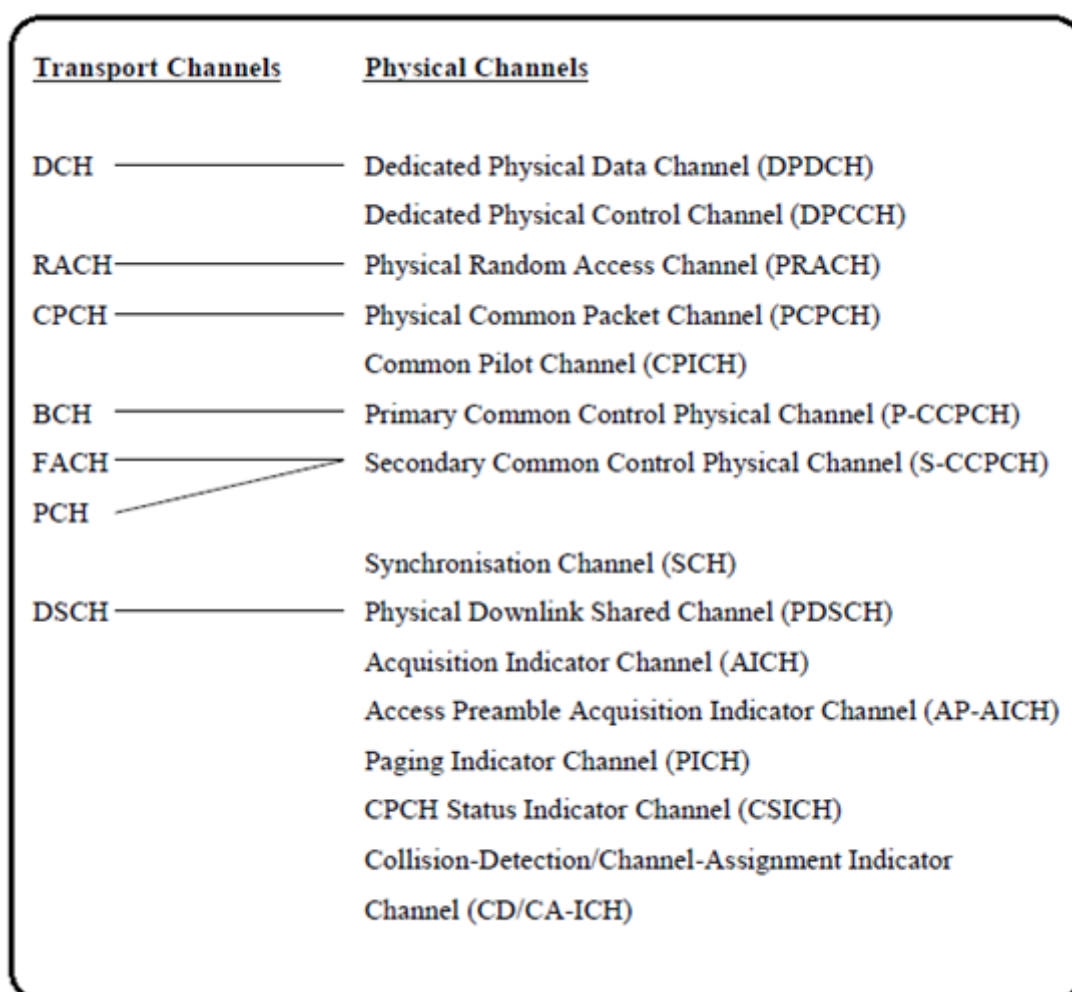 Transport Channels Physical Channels
DCH Dedicated Physical Data Channel (DPDCH)
Dedicated Physical Control Channel (DPCCH)
RACH Physical Random Access Channel (PRACH)
CPCH Physical Common Packet Channel (PCPCH)
Common Pilot Channel (CPICH)
BCH Primary Common Control Physical Channel (P-CCPCH)
FACH Secondary Common Control Physical Channel (S-CCPCH)
PCH
Synchronisation Channel (SCH)
DSCH Physical Downlink Shared Channel (PDSCH)
Acquisition Indicator Channel (AICH)
Access Preamble Acquisition Indicator Channel (AP-AICH)
Paging Indicator Channel (PICH)
CPCH Status Indicator Channel (CSICH)
Collision-Detection/Channel-Assignment Indicator
Channel (CD/CA-ICH)